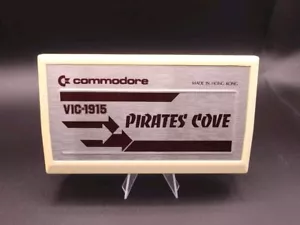 commodore
MADE IN HONG KONG
VIC-1915
PIRATES COVE